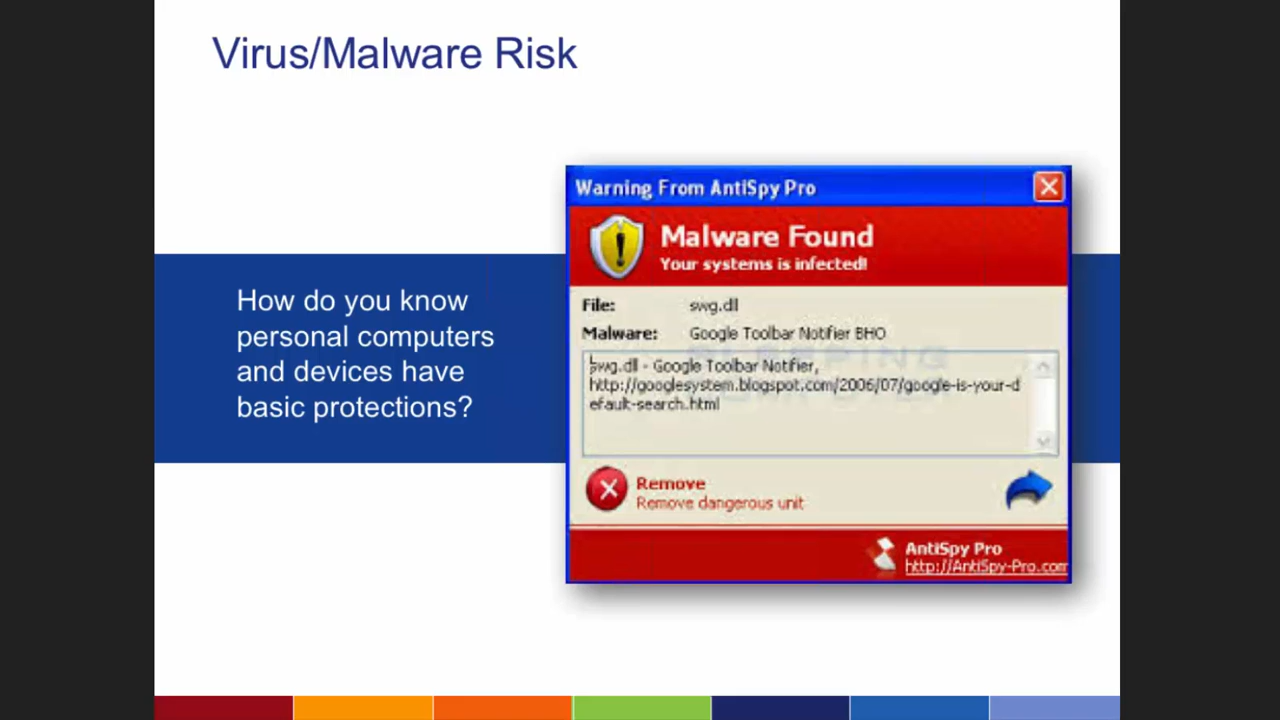 Virus/Malware Risk
How do you know
personal computers
and devices have
basic protections?
Warning From AntiSpy Pro
Malware Found
Your systems is infected!
File: swg.dll
Malware: Google Toolbar Notifier BHO
swg.dll - Google Toolbar Notifier,
http://googlesystem.blogspot.com/2006/07/google-is-your-d
efault-search.html
Remove
Remove dangerous unit
AntiSpy Pro
http://AntiSpy-Pro.com